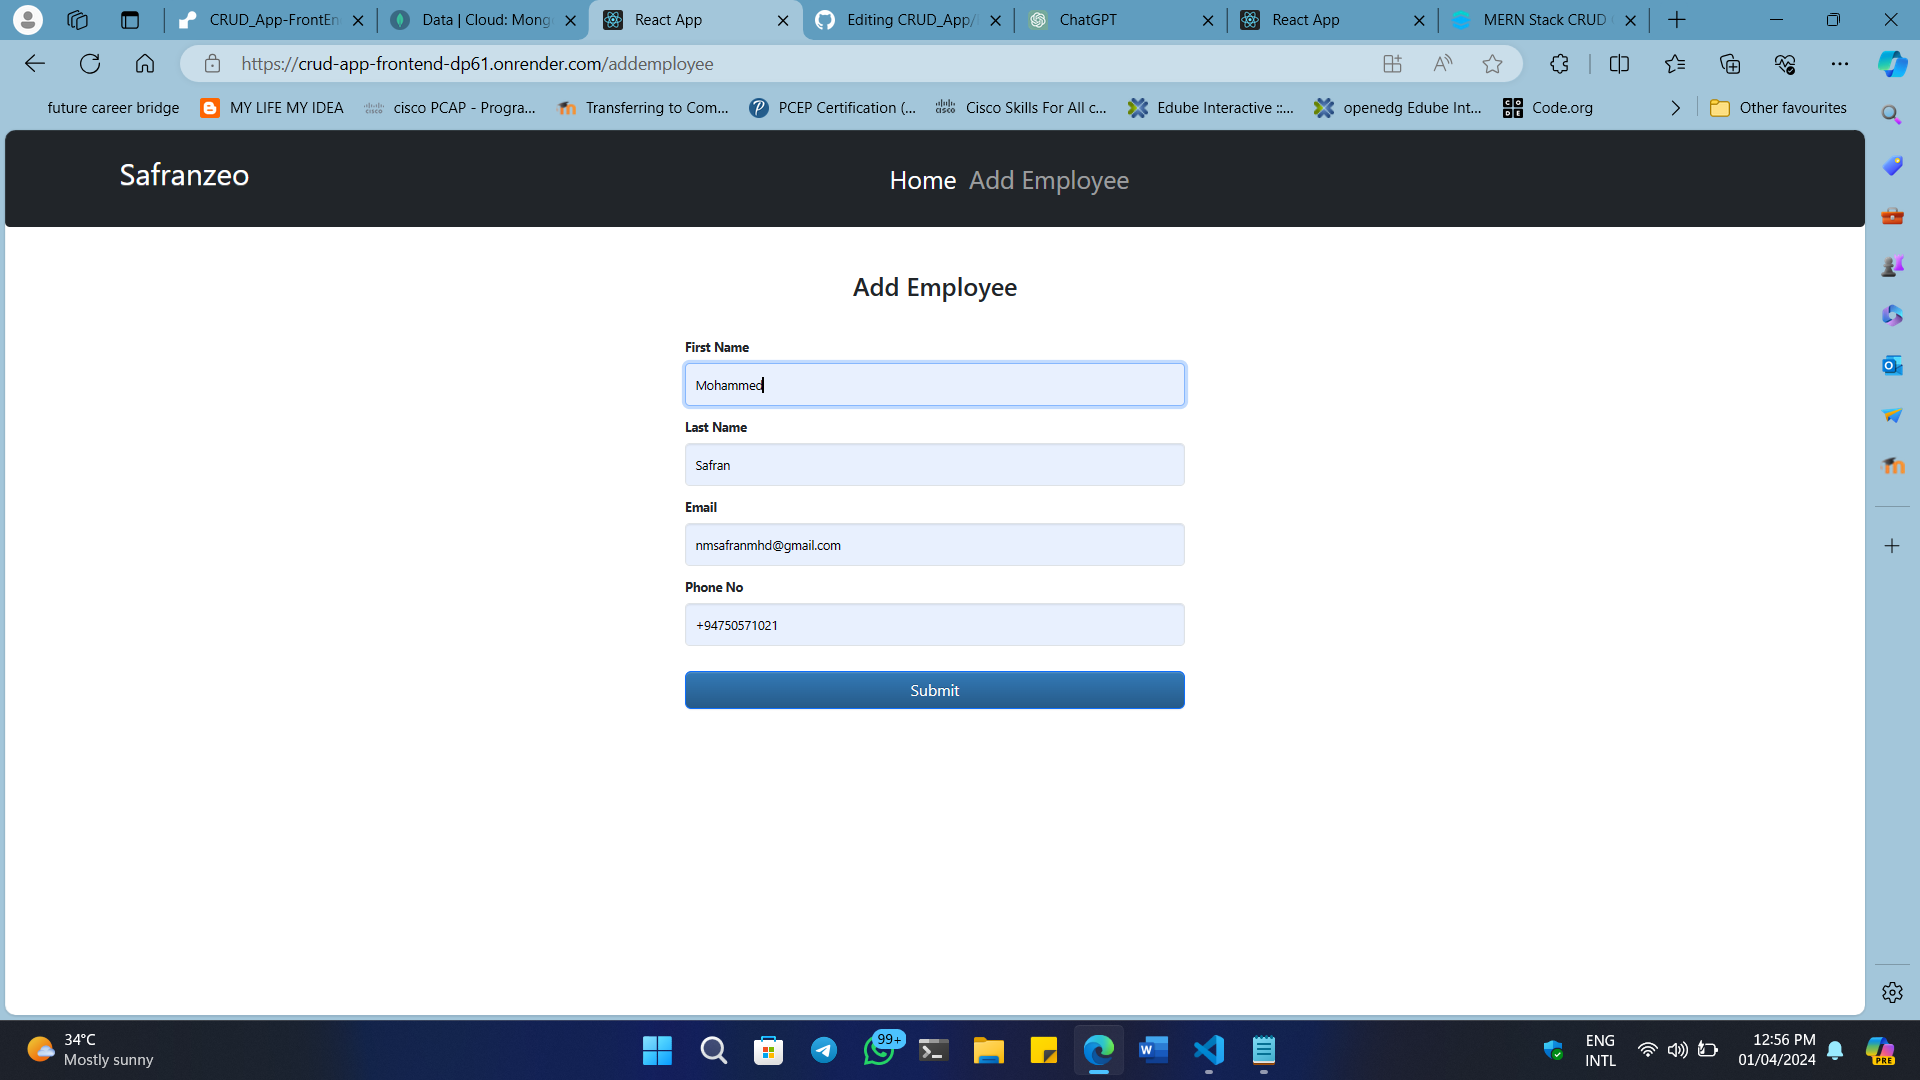 CRUD_App-FrontEn
Data | Cloud: Mong
React App
Editing CRUD_App/
ChatGPT
React App
MERN Stack CRUD
https://crud-app-frontend-dp61.onrender.com/addemployee
future career bridge
MY LIFE MY IDEA
cisco PCAP - Progra...
Transferring to Com...
PCEP Certification (...
Cisco Skills For All c...
Edube Interactive ::...
openedg Edube Int...
Code.org
Other favourites
Safranzeo
Home Add Employee
Add Employee
First Name
Mohammed
Last Name
Safran
Email
nmsafranmhd@gmail.com
Phone No
+94750571021
Submit
34°C
Mostly sunny
99+
ENG
INTL
12:56 PM
01/04/2024
PRE